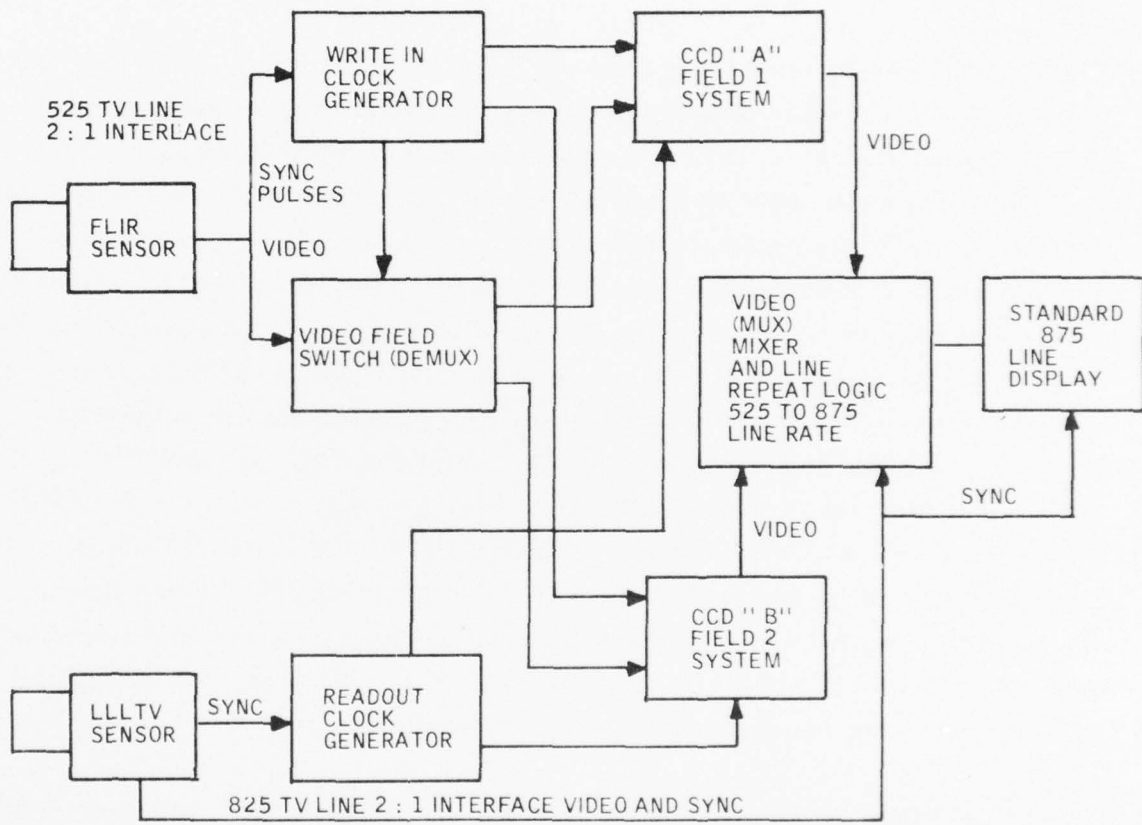 WRITE IN
CLOCK
GENERATOR
CCD "A"
FIELD 1
SYSTEM
525 TV LINE
2 : 1 INTERLACE
VIDEO
SYNC
PULSES
FLIR
SENSOR
VIDEO
VIDEO FIELD
SWITCH (DEMUX)
VIDEO
(MUX)
MIXER
AND LINE
REPEAT LOGIC
525 TO 875
LINE RATE
STANDARD
875
LINE
DISPLAY
SYNC
VIDEO
CCD "B"
FIELD 2
SYSTEM
LLLTV
SENSOR
SYNC
READOUT
CLOCK
GENERATOR
825 TV LINE 2 : 1 INTERFACE VIDEO AND SYNC